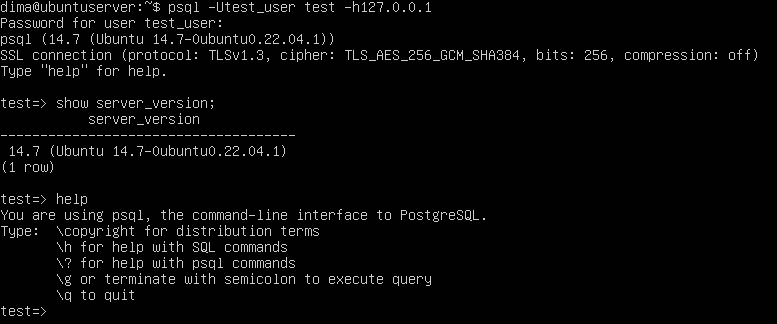 dima@ubuntuserver:~$ psql -Utest_user test -h127.0.0.1
Password for user test_user:
psql (14.7 (Ubuntu 14.7-0ubuntu0.22.04.1))
SSL connection (protocol: TLSv1.3, cipher: TLS_AES_256_GCM_SHA384, bits: 256, compression: off)
Type "help" for help.

test=> show server_version;
           server_version
-------------------------------------
 14.7 (Ubuntu 14.7-0ubuntu0.22.04.1)
(1 row)

test=> help
You are using psql, the command-line interface to PostgreSQL.
Type:  \copyright for distribution terms
       \h for help with SQL commands
       \? for help with psql commands
       \g or terminate with semicolon to execute query
       \q to quit
test=>